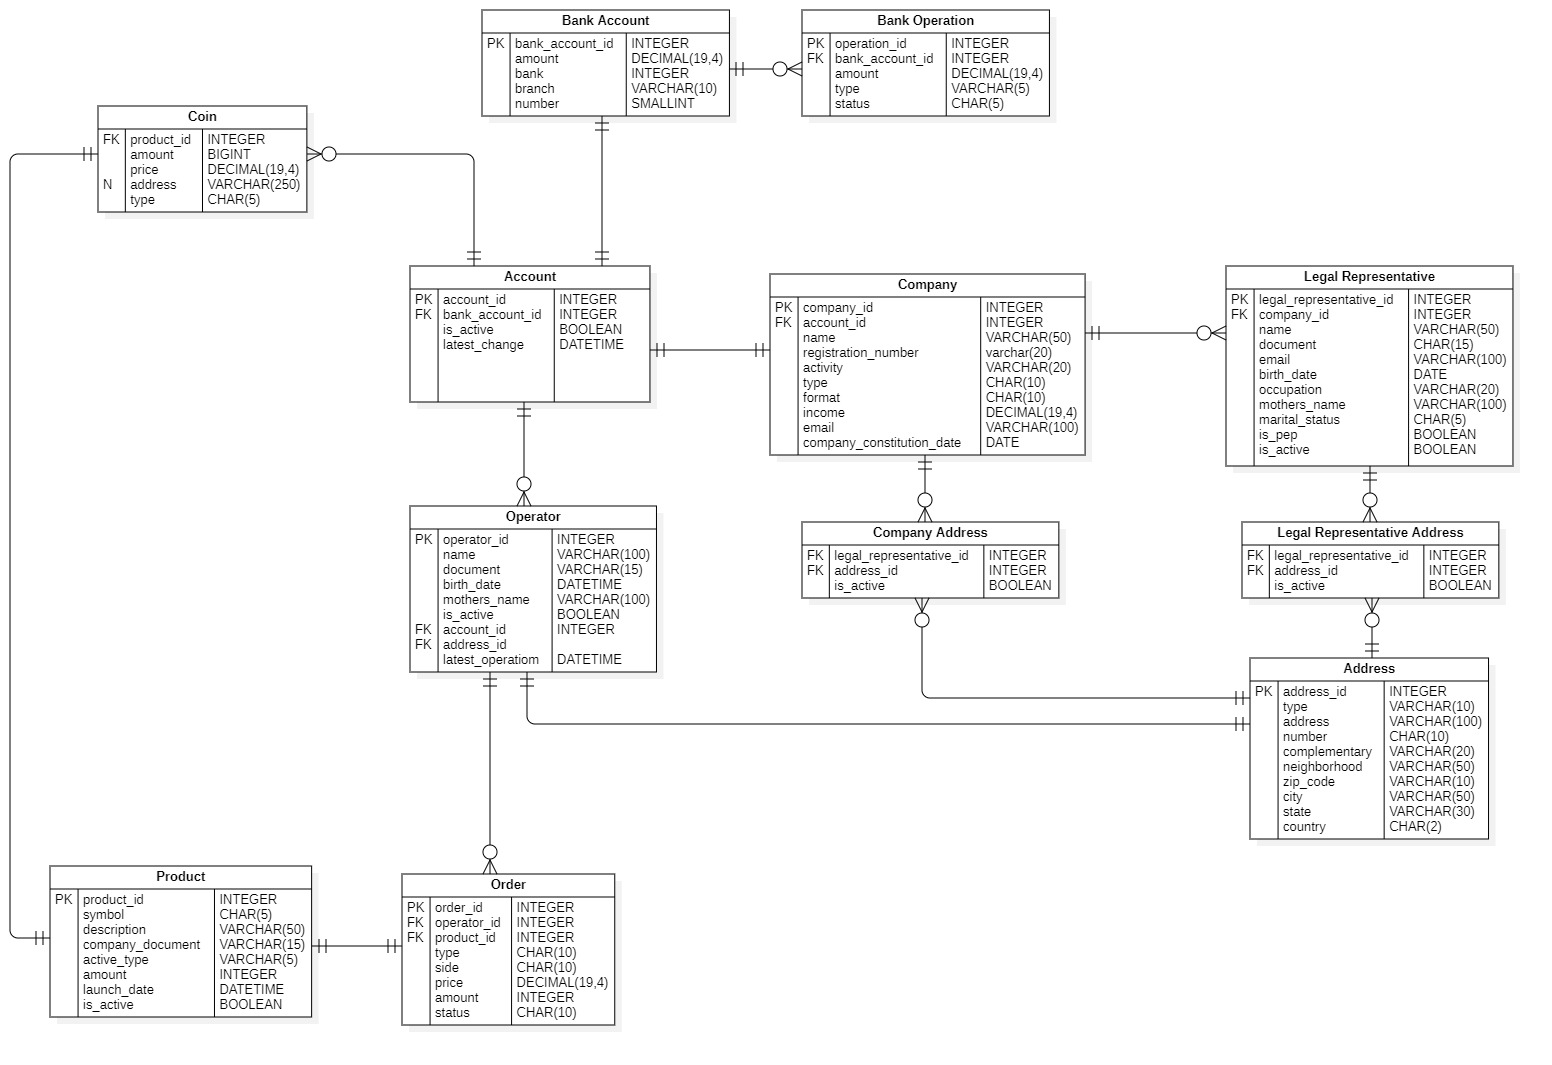 Bank Account
PK bank_account_id INTEGER
amount DECIMAL(19,4)
bank INTEGER
branch VARCHAR(10)
number SMALLINT
Bank Operation
PK operation_id INTEGER
FK bank_account_id INTEGER
amount DECIMAL(19,4)
type VARCHAR(5)
status CHAR(5)
Coin
FK product_id INTEGER
amount BIGINT
price DECIMAL(19,4)
N address VARCHAR(250)
type CHAR(5)
Account
PK account_id INTEGER
FK bank_account_id INTEGER
is_active BOOLEAN
latest_change DATETIME
Company
PK company_id INTEGER
FK account_id INTEGER
name VARCHAR(50)
registration_number varchar(20)
activity VARCHAR(20)
type CHAR(10)
format CHAR(10)
income DECIMAL(19,4)
email VARCHAR(100)
company_constitution_date DATE
Legal Representative
PK legal_representative_id INTEGER
FK company_id INTEGER
name VARCHAR(50)
document CHAR(15)
email VARCHAR(100)
birth_date DATE
occupation VARCHAR(20)
mothers_name VARCHAR(100)
marital_status CHAR(5)
is_pep BOOLEAN
is_active BOOLEAN
Operator
PK operator_id INTEGER
name VARCHAR(100)
document VARCHAR(15)
birth_date DATETIME
mothers_name VARCHAR(100)
is_active BOOLEAN
FK account_id INTEGER
FK address_id
latest_operatiom DATETIME
Company Address
FK legal_representative_id INTEGER
FK address_id INTEGER
is_active BOOLEAN
Legal Representative Address
FK legal_representative_id INTEGER
FK address_id INTEGER
is_active BOOLEAN
Address
PK address_id INTEGER
type VARCHAR(10)
address VARCHAR(100)
number CHAR(10)
complementary VARCHAR(20)
neighborhood VARCHAR(50)
zip_code VARCHAR(10)
city VARCHAR(50)
state VARCHAR(30)
country CHAR(2)
Product
PK product_id INTEGER
symbol CHAR(5)
description VARCHAR(50)
company_document VARCHAR(15)
active_type VARCHAR(5)
amount INTEGER
launch_date DATETIME
is_active BOOLEAN
Order
PK order_id INTEGER
FK operator_id INTEGER
FK product_id INTEGER
type CHAR(10)
side CHAR(10)
price DECIMAL(19,4)
amount INTEGER
status CHAR(10)